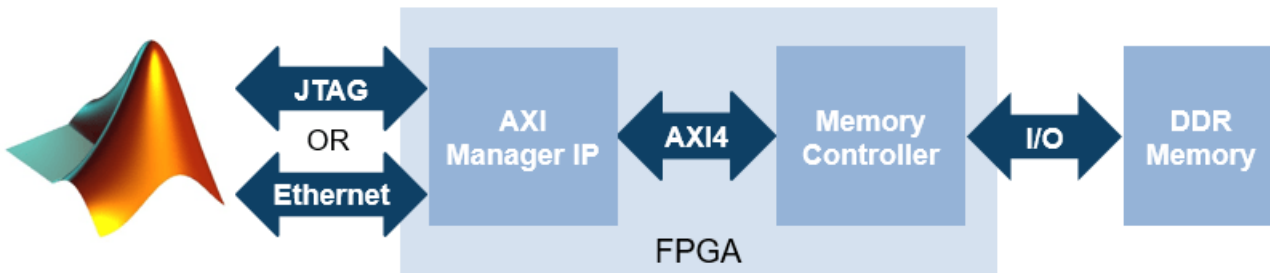 JTAG
OR
Ethernet
AXI
Manager IP
AXI4
Memory
Controller
I/O
DDR
Memory
FPGA